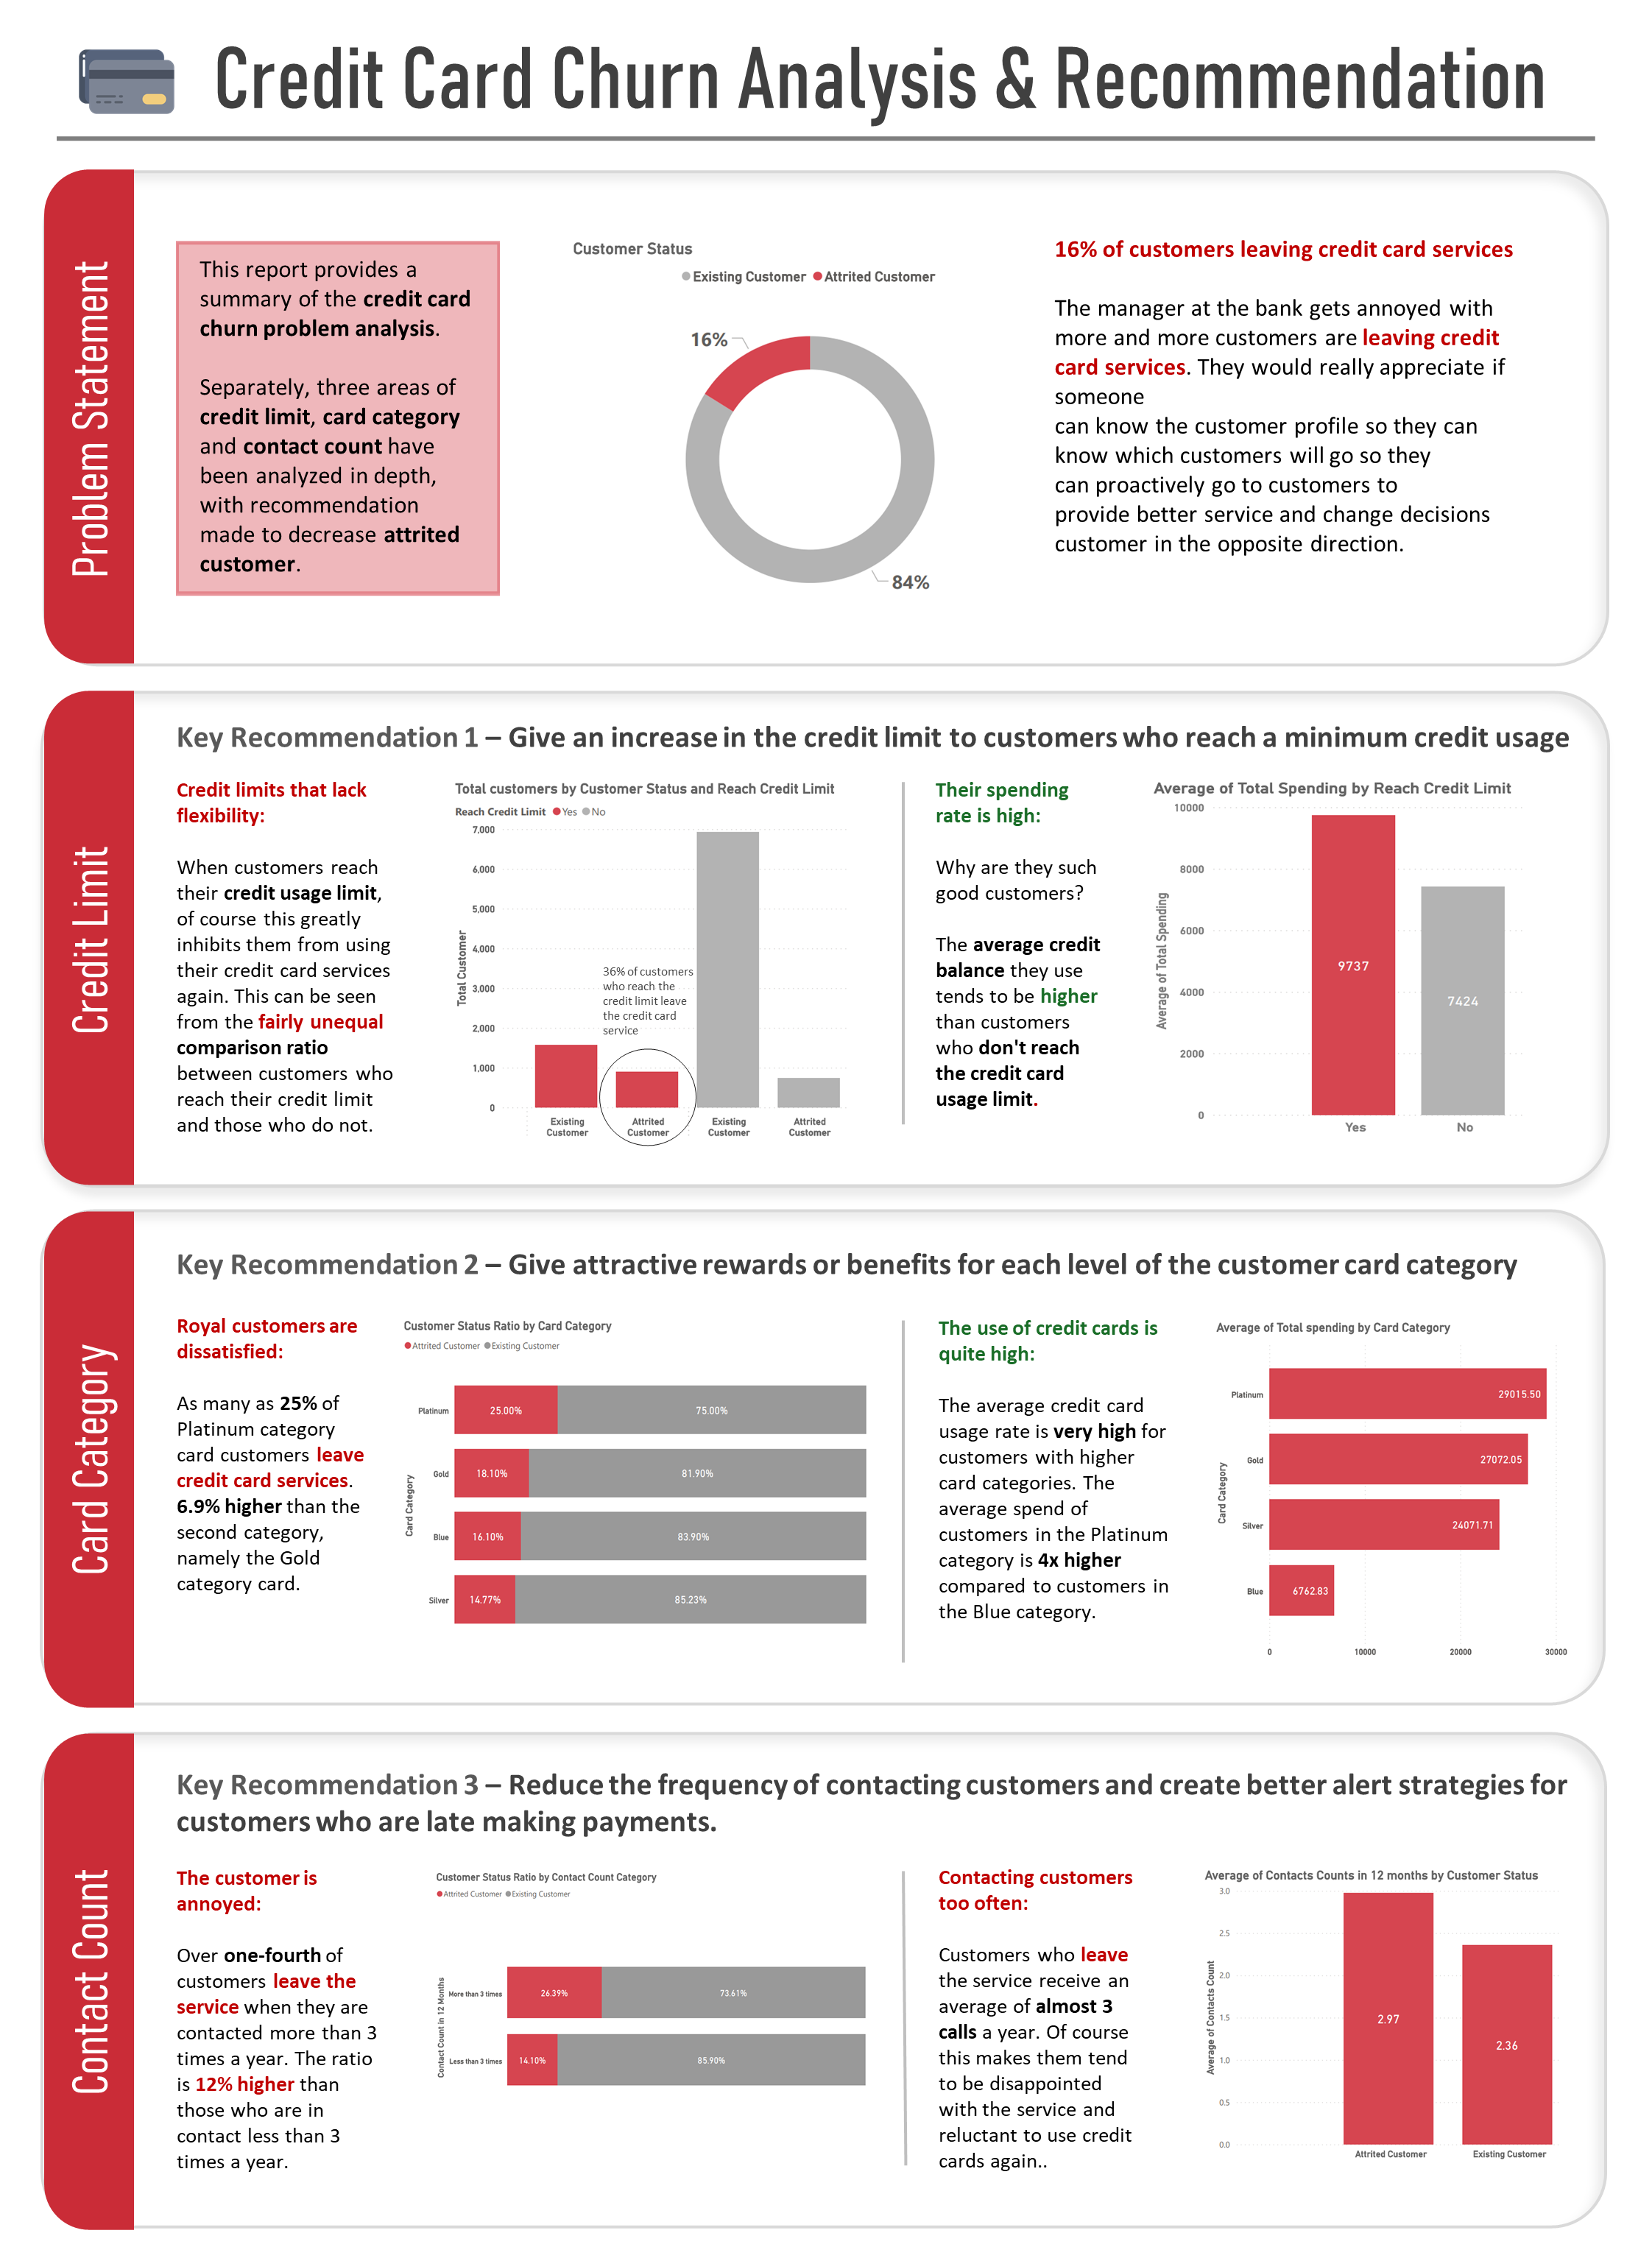 Credit Card Churn Analysis & Recommendation
Problem Statement
This report provides a
summary of the credit card
churn problem analysis.
Separately, three areas of
credit limit, card category
and contact count have
been analyzed in depth,
with recommendation
made to decrease attrited
customer.
Customer Status
Existing Customer Attrited Customer
16%
84%
16% of customers leaving credit card services
The manager at the bank gets annoyed with
more and more customers are leaving credit
card services. They would really appreciate if
someone
can know the customer profile so they can
know which customers will go so they
can proactively go to customers to
provide better service and change decisions
customer in the opposite direction.
Credit Limit
Key Recommendation 1 – Give an increase in the credit limit to customers who reach a minimum credit usage
Credit limits that lack
flexibility:
When customers reach
their credit usage limit,
of course this greatly
inhibits them from using
their credit card services
again. This can be seen
from the fairly unequal
comparison ratio
between customers who
reach their credit limit
and those who do not.
Total customers by Customer Status and Reach Credit Limit
Reach Credit Limit Yes No
Total Customer
7,000
6,000
5,000
4,000
3,000
2,000
1,000
0
36% of customers
who reach the
credit limit leave
the credit card
service
Existing
Customer
Attrited
Customer
Existing
Customer
Attrited
Customer
Their spending
rate is high:
Why are they such
good customers?
The average credit
balance they use
tends to be higher
than customers
who don't reach
the credit card
usage limit.
Average of Total Spending by Reach Credit Limit
Average of Total Spending
10000
8000
6000
4000
2000
0
9737
7424
Yes
No
Card Category
Key Recommendation 2 – Give attractive rewards or benefits for each level of the customer card category
Royal customers are
dissatisfied:
As many as 25% of
Platinum category
card customers leave
credit card services.
6.9% higher than the
second category,
namely the Gold
category card.
Customer Status Ratio by Card Category
Attrited Customer Existing Customer
Card Category
Platinum 25.00% 75.00%
Gold 18.10% 81.90%
Blue 16.10% 83.90%
Silver 14.77% 85.23%
The use of credit cards is
quite high:
The average credit card
usage rate is very high for
customers with higher
card categories. The
average spend of
customers in the Platinum
category is 4x higher
compared to customers in
the Blue category.
Average of Total spending by Card Category
Card Category
Platinum 29015.50
Gold 27072.05
Silver 24071.71
Blue 6762.83
0 10000 20000 30000
Contact Count
Key Recommendation 3 – Reduce the frequency of contacting customers and create better alert strategies for
customers who are late making payments.
The customer is
annoyed:
Over one-fourth of
customers leave the
service when they are
contacted more than 3
times a year. The ratio
is 12% higher than
those who are in
contact less than 3
times a year.
Customer Status Ratio by Contact Count Category
Attrited Customer Existing Customer
Contact Count in 12 Months
More than 3 times 26.39% 73.61%
Less than 3 times 14.10% 85.90%
Contacting customers
too often:
Customers who leave
the service receive an
average of almost 3
calls a year. Of course
this makes them tend
to be disappointed
with the service and
reluctant to use credit
cards again..
Average of Contacts Counts in 12 months by Customer Status
Average of Contacts Count
3.0
2.5
2.0
1.5
1.0
0.5
0.0
2.97
2.36
Attrited Customer
Existing Customer